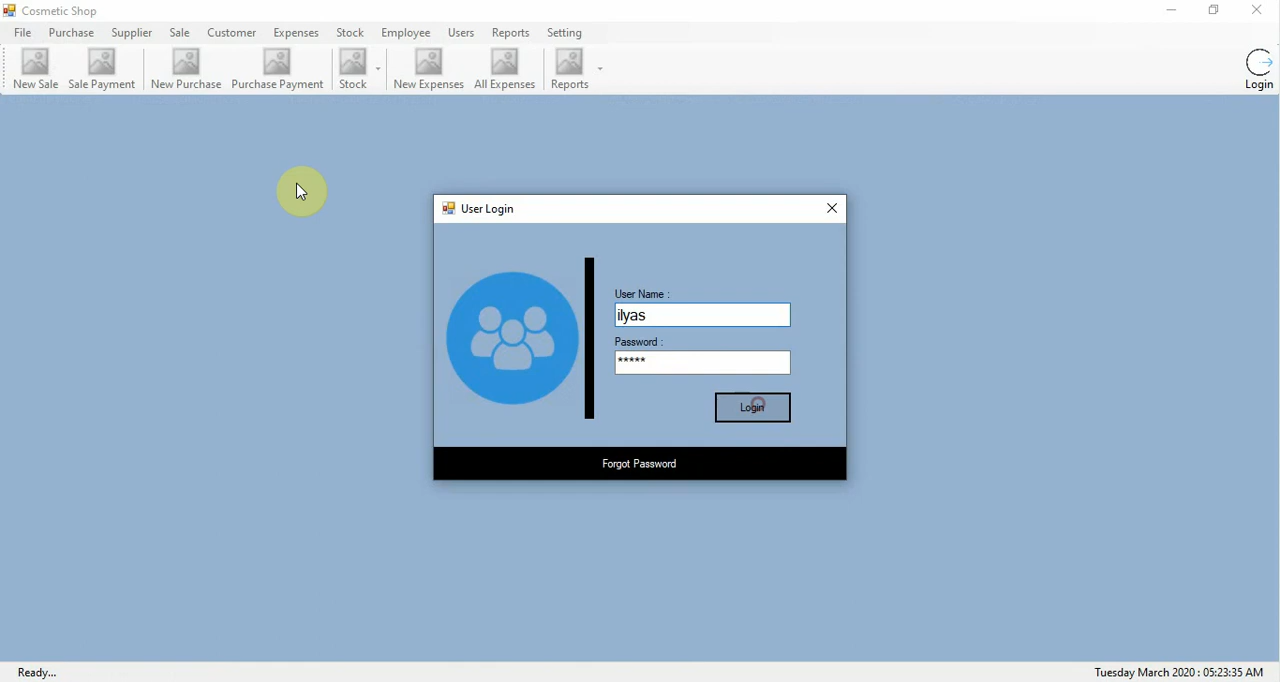 Cosmetic Shop
File Purchase Supplier Sale Customer Expenses Stock Employee Users Reports Setting
New Sale Sale Payment New Purchase Purchase Payment Stock New Expenses All Expenses Reports Login
User Login
User Name :
ilyas
Password :
*****
Login
Forgot Password
Ready... Tuesday March 2020 : 05:23:35 AM